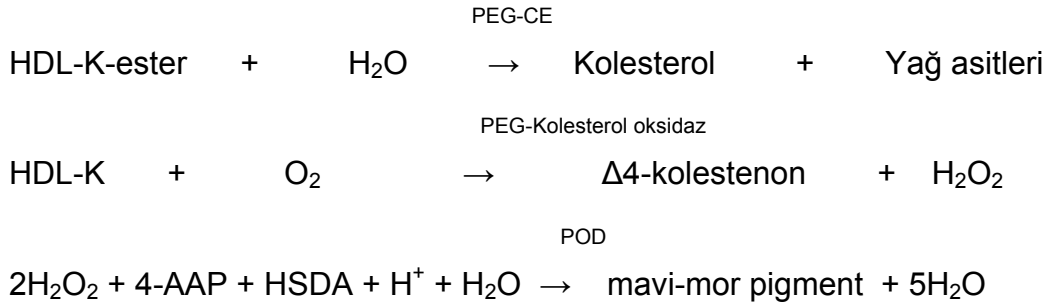 PEG-CE
HDL-K-ester + H₂O → Kolesterol + Yağ asitleri
PEG-Kolesterol oksidaz
HDL-K + O₂ → Δ4-kolestenon + H₂O₂
POD
2H₂O₂ + 4-AAP + HSDA + H⁺ + H₂O → mavi-mor pigment + 5H₂O